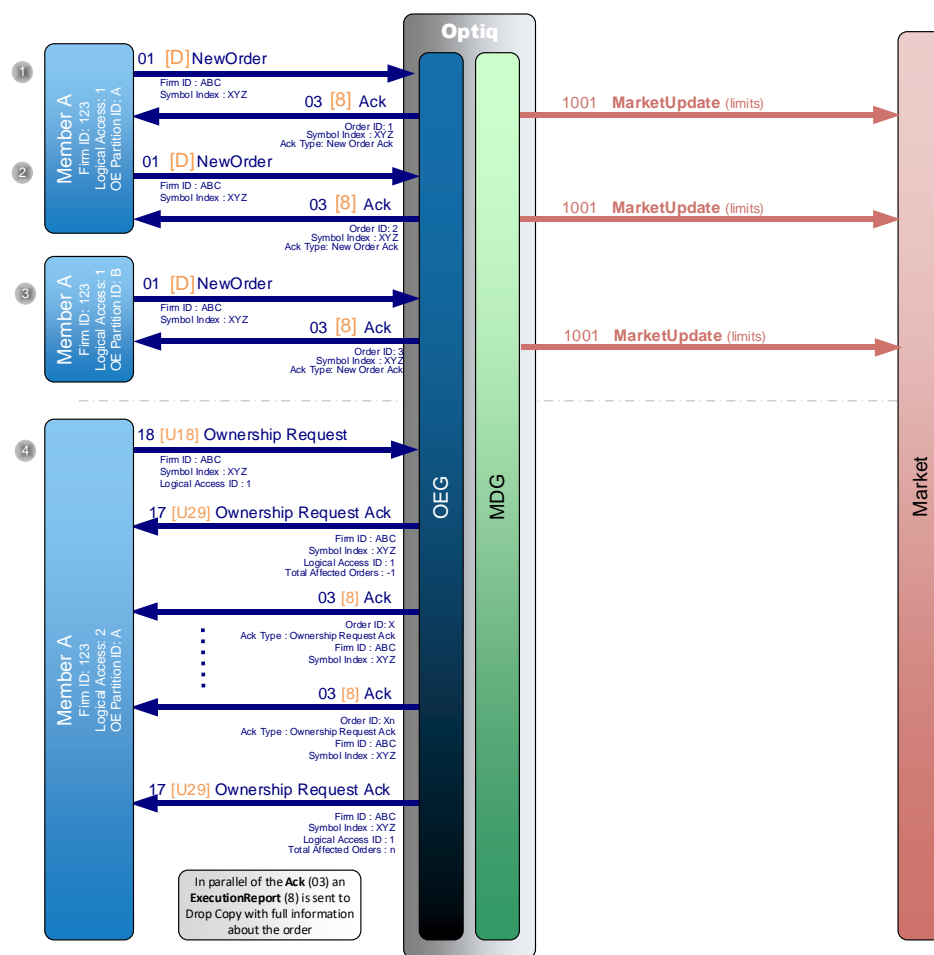 Optiq
1
Member A
Firm ID: 123
Logical Access: 1
OE Partition ID: A
01 [D] NewOrder
Firm ID : ABC
Symbol Index : XYZ
03 [8] Ack
Order ID: 1
Symbol Index : XYZ
Ack Type: New Order Ack
1001 MarketUpdate (limits)
2
01 [D] NewOrder
Firm ID : ABC
Symbol Index : XYZ
03 [8] Ack
Order ID: 2
Symbol Index : XYZ
Ack Type: New Order Ack
1001 MarketUpdate (limits)
3
Member A
Firm ID: 123
Logical Access: 1
OE Partition ID: B
01 [D] NewOrder
Firm ID : ABC
Symbol Index : XYZ
03 [8] Ack
Order ID: 3
Symbol Index : XYZ
Ack Type: New Order Ack
1001 MarketUpdate (limits)
4
Member A
Firm ID: 123
Logical Access: 2
OE Partition ID: A
18 [U18] Ownership Request
Firm ID : ABC
Symbol Index : XYZ
Logical Access ID : 1
17 [U29] Ownership Request Ack
Firm ID : ABC
Symbol Index : XYZ
Logical Access ID : 1
Total Affected Orders : -1
03 [8] Ack
Order ID: X
Ack Type : Ownership Request Ack
Firm ID : ABC
Symbol Index : XYZ
03 [8] Ack
Order ID: Xn
Ack Type : Ownership Request Ack
Firm ID : ABC
Symbol Index : XYZ
17 [U29] Ownership Request Ack
Firm ID : ABC
Symbol Index : XYZ
Logical Access ID : 1
Total Affected Orders : n
In parallel of the Ack (03) an
ExecutionReport (8) is sent to
Drop Copy with full information
about the order
OEG
MDG
Market